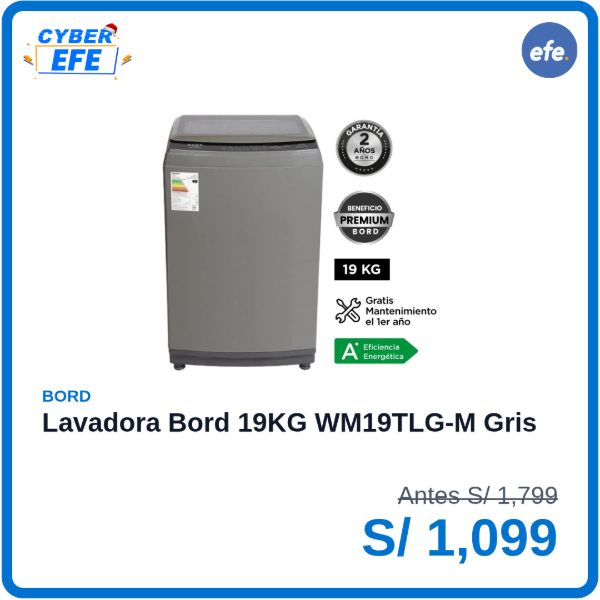 CYBER
EFE
efe.
GARANTÍA
2
AÑOS
BORD
BENEFICIO
PREMIUM
BORD
19 KG
Gratis
Mantenimiento
el 1er año
A+ Eficiencia
Energética
BORD
Lavadora Bord 19KG WM19TLG-M Gris
Antes S/ 1,799
S/ 1,099